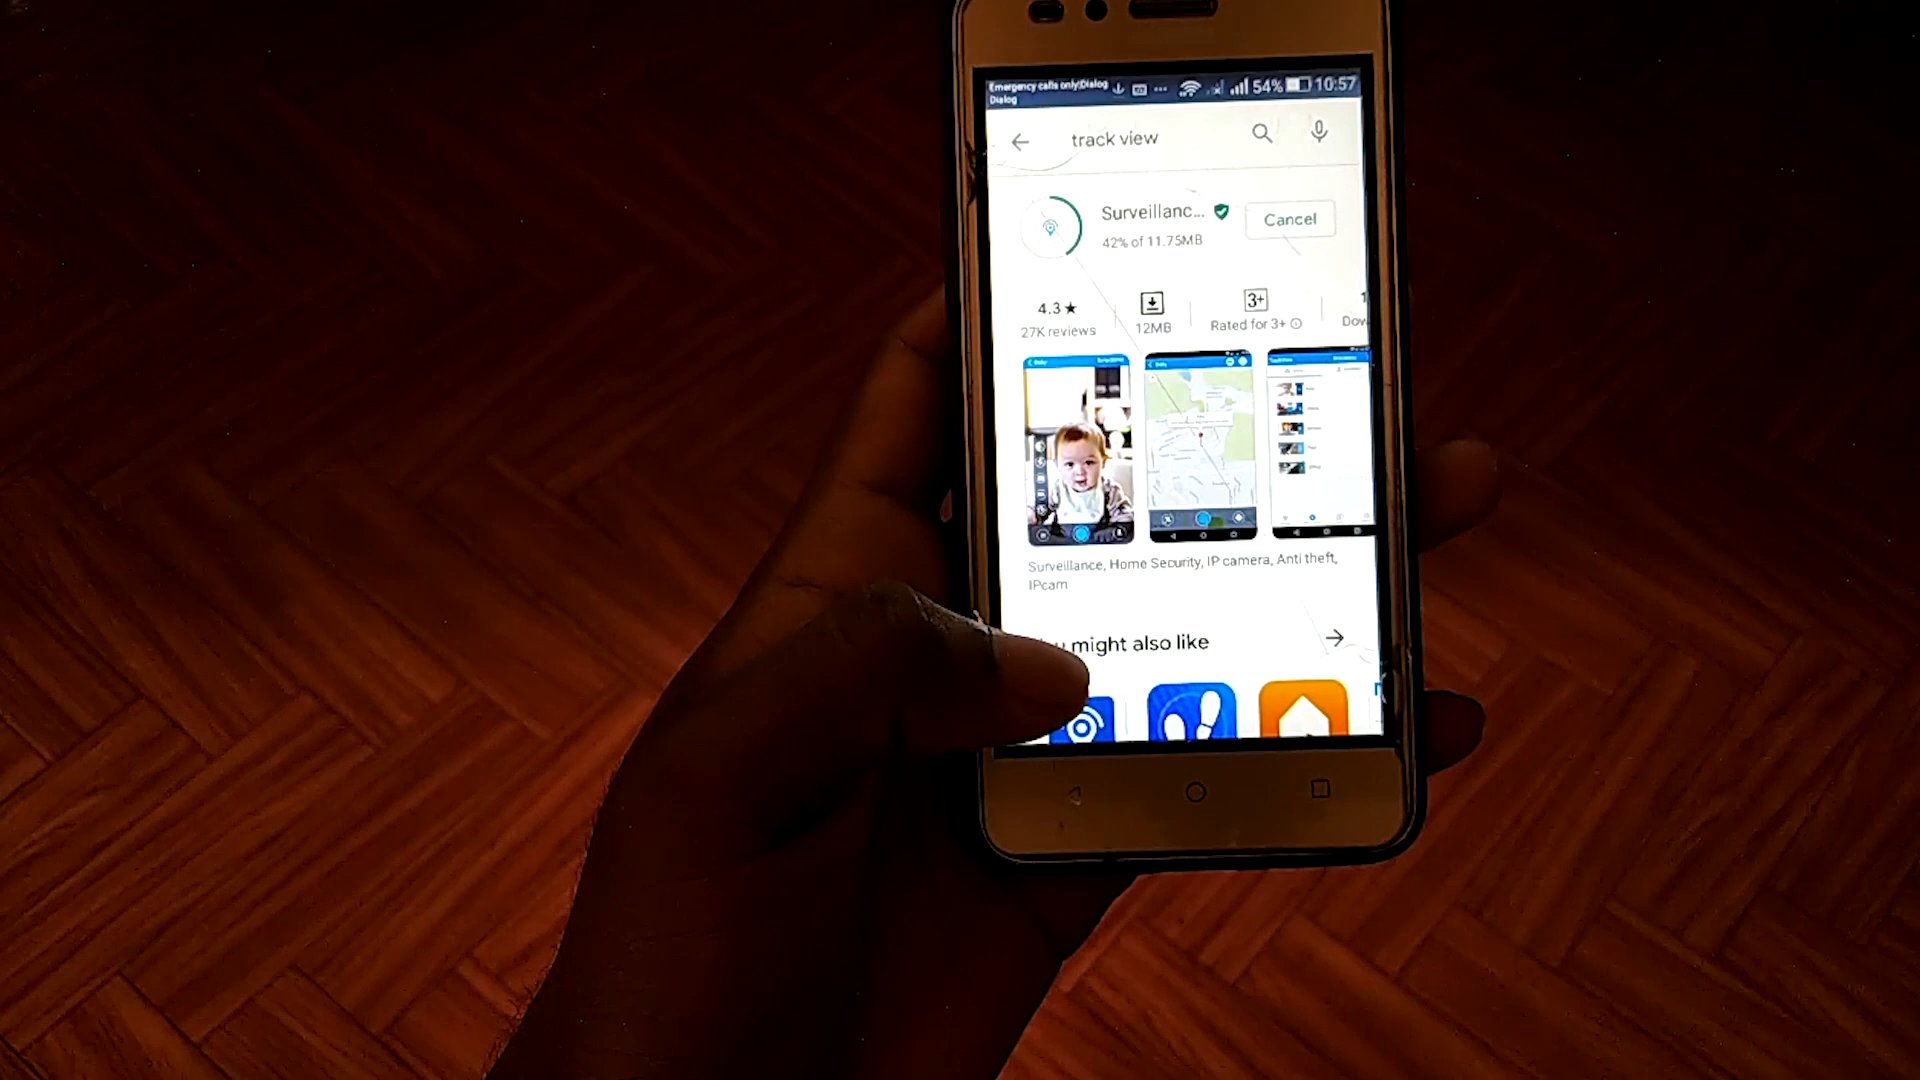 Emergency calls only|Dialog 54% 10:57
Dialog
track view
Surveillanc...
Cancel
42% of 11.75MB
4.3★
3+
27K reviews
12MB
Rated for 3+
Dow
Surveillance, Home Security, IP camera, Anti theft,
IPcam
might also like